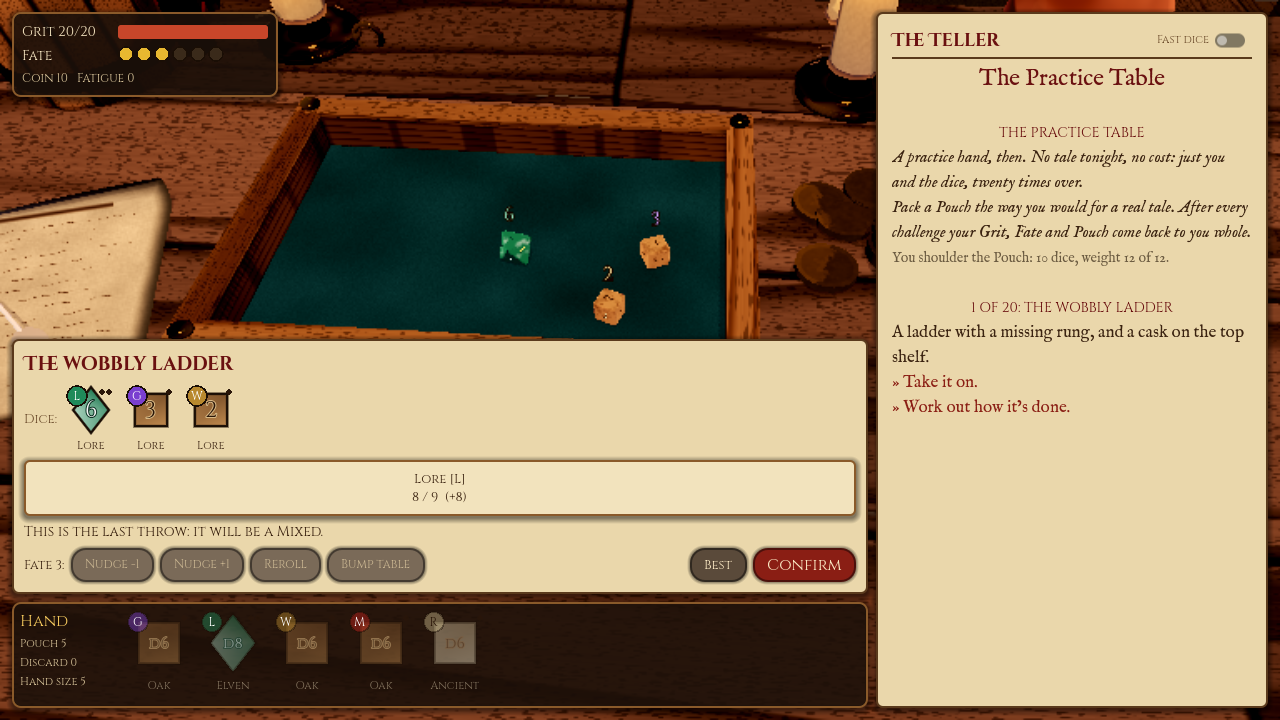 Grit 20/20
Fate
Coin 10 Fatigue 0
6
3
2
The Wobbly Ladder
Dice:
L 6
G 3
W 2
Lore
Lore
Lore
Lore [L]
8 / 9 (+8)
This is the last throw: it will be a Mixed.
Fate 3:
Nudge -1
Nudge +1
Reroll
Bump table
Best
Confirm
Hand
Pouch 5
Discard 0
Hand size 5
G D6
L D8
W D6
M D6
R D6
Oak
Elven
Oak
Oak
Ancient
The Teller
Fast dice
The Practice Table
The Practice Table
A practice hand, then. No tale tonight, no cost: just you
and the dice, twenty times over.
Pack a Pouch the way you would for a real tale. After every
challenge your Grit, Fate and Pouch come back to you whole.
You shoulder the Pouch: 10 dice, weight 12 of 12.
1 of 20: The Wobbly Ladder
A ladder with a missing rung, and a cask on the top
shelf.
» Take it on.
» Work out how it's done.